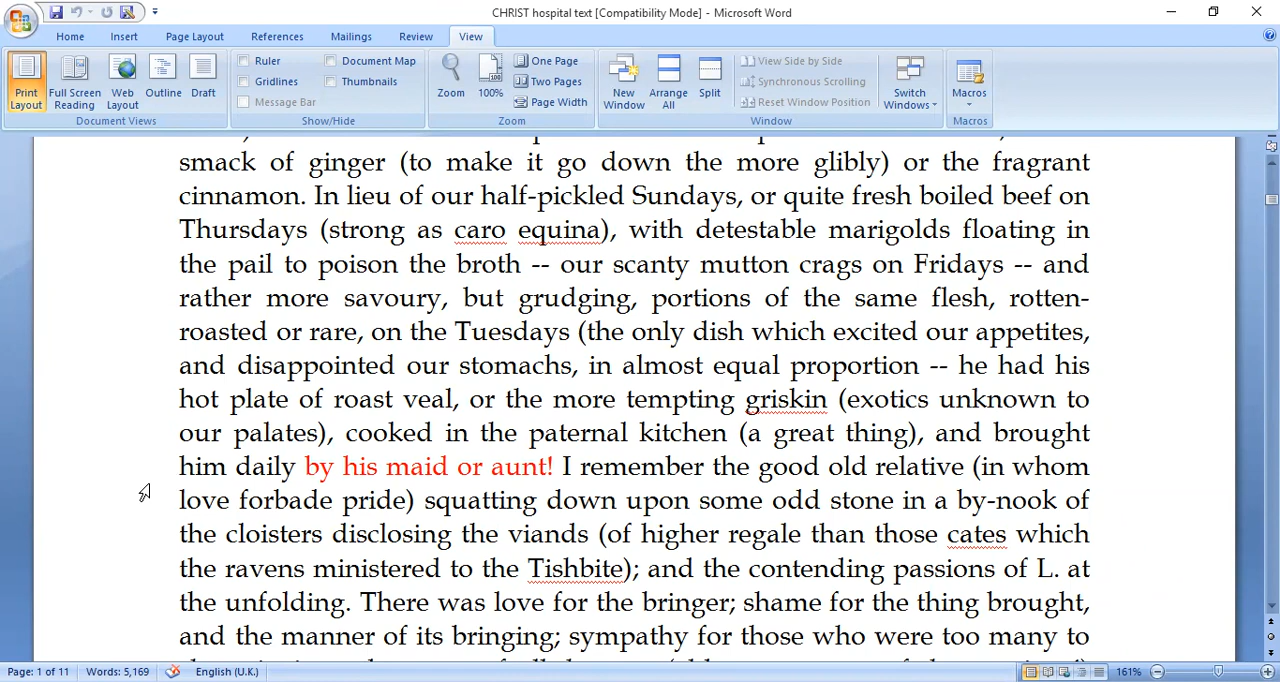 CHRIST hospital text [Compatibility Mode] - Microsoft Word
Home Insert Page Layout References Mailings Review View
Print Layout
Full Screen Reading
Web Layout
Outline
Draft
Document Views
Ruler
Gridlines
Message Bar
Document Map
Thumbnails
Show/Hide
Zoom
100%
One Page
Two Pages
Page Width
Zoom
New Window
Arrange All
Split
View Side by Side
Synchronous Scrolling
Reset Window Position
Switch Windows
Window
Macros
Macros
smack of ginger (to make it go down the more glibly) or the fragrant
cinnamon. In lieu of our half-pickled Sundays, or quite fresh boiled beef on
Thursdays (strong as caro equina), with detestable marigolds floating in
the pail to poison the broth -- our scanty mutton crags on Fridays -- and
rather more savoury, but grudging, portions of the same flesh, rotten-
roasted or rare, on the Tuesdays (the only dish which excited our appetites,
and disappointed our stomachs, in almost equal proportion -- he had his
hot plate of roast veal, or the more tempting griskin (exotics unknown to
our palates), cooked in the paternal kitchen (a great thing), and brought
him daily by his maid or aunt! I remember the good old relative (in whom
love forbade pride) squatting down upon some odd stone in a by-nook of
the cloisters disclosing the viands (of higher regale than those cates which
the ravens ministered to the Tishbite); and the contending passions of L. at
the unfolding. There was love for the bringer; shame for the thing brought,
and the manner of its bringing; sympathy for those who were too many to
Page: 1 of 11 Words: 5,169 English (U.K.) 161%